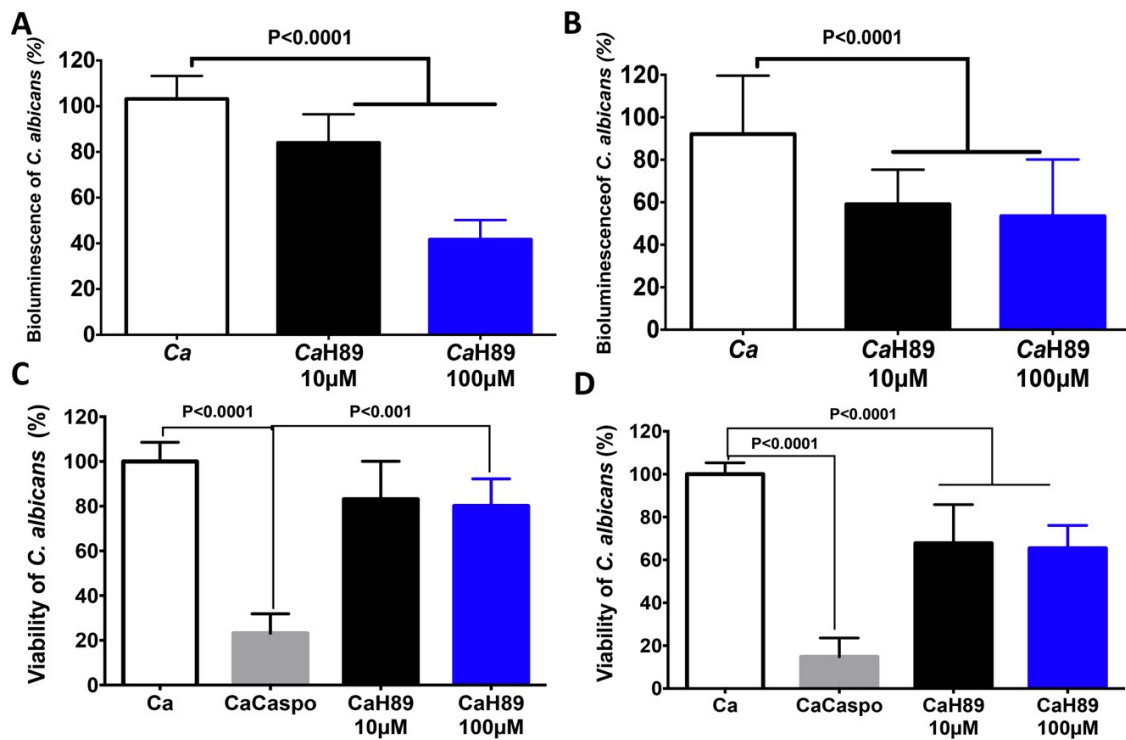 A
P<0.0001
Bioluminescence of C. albicans (%)
120
100
80
60
40
20
0
Ca
CaH89
10µM
CaH89
100µM
B
P<0.0001
Bioluminescenceof C. albicans (%)
120
100
80
60
40
20
0
Ca
CaH89
10µM
CaH89
100µM
C
P<0.0001
P<0.001
Viability of C. albicans (%)
120
100
80
60
40
20
0
Ca
CaCaspo
CaH89
10µM
CaH89
100µM
D
P<0.0001
P<0.0001
Viability of C. albicans (%)
120
100
80
60
40
20
0
Ca
CaCaspo
CaH89
10µM
CaH89
100µM